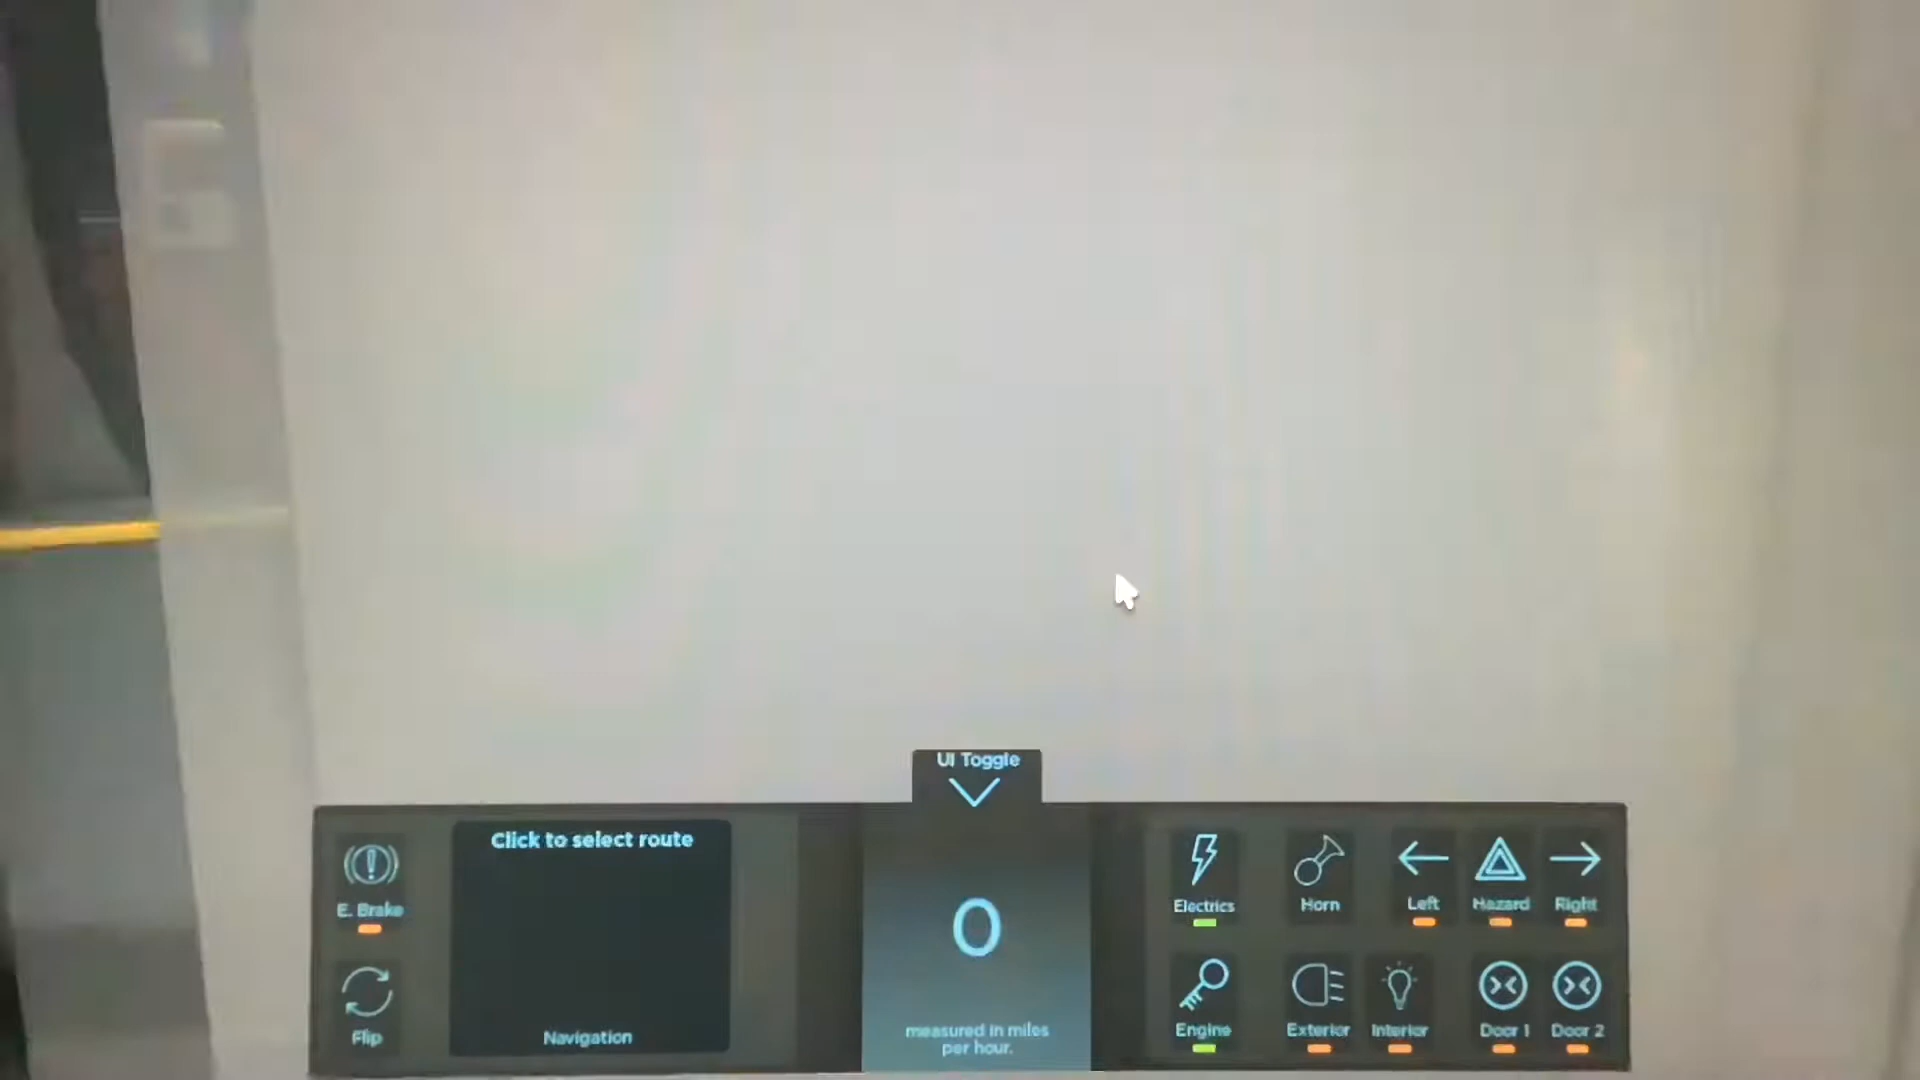 UI Toggle
E. Brake
Flip
Click to select route
Navigation
0
measured in miles
per hour.
Electrics
Horn
Left
Hazard
Right
Engine
Exterior
Interior
Door 1
Door 2